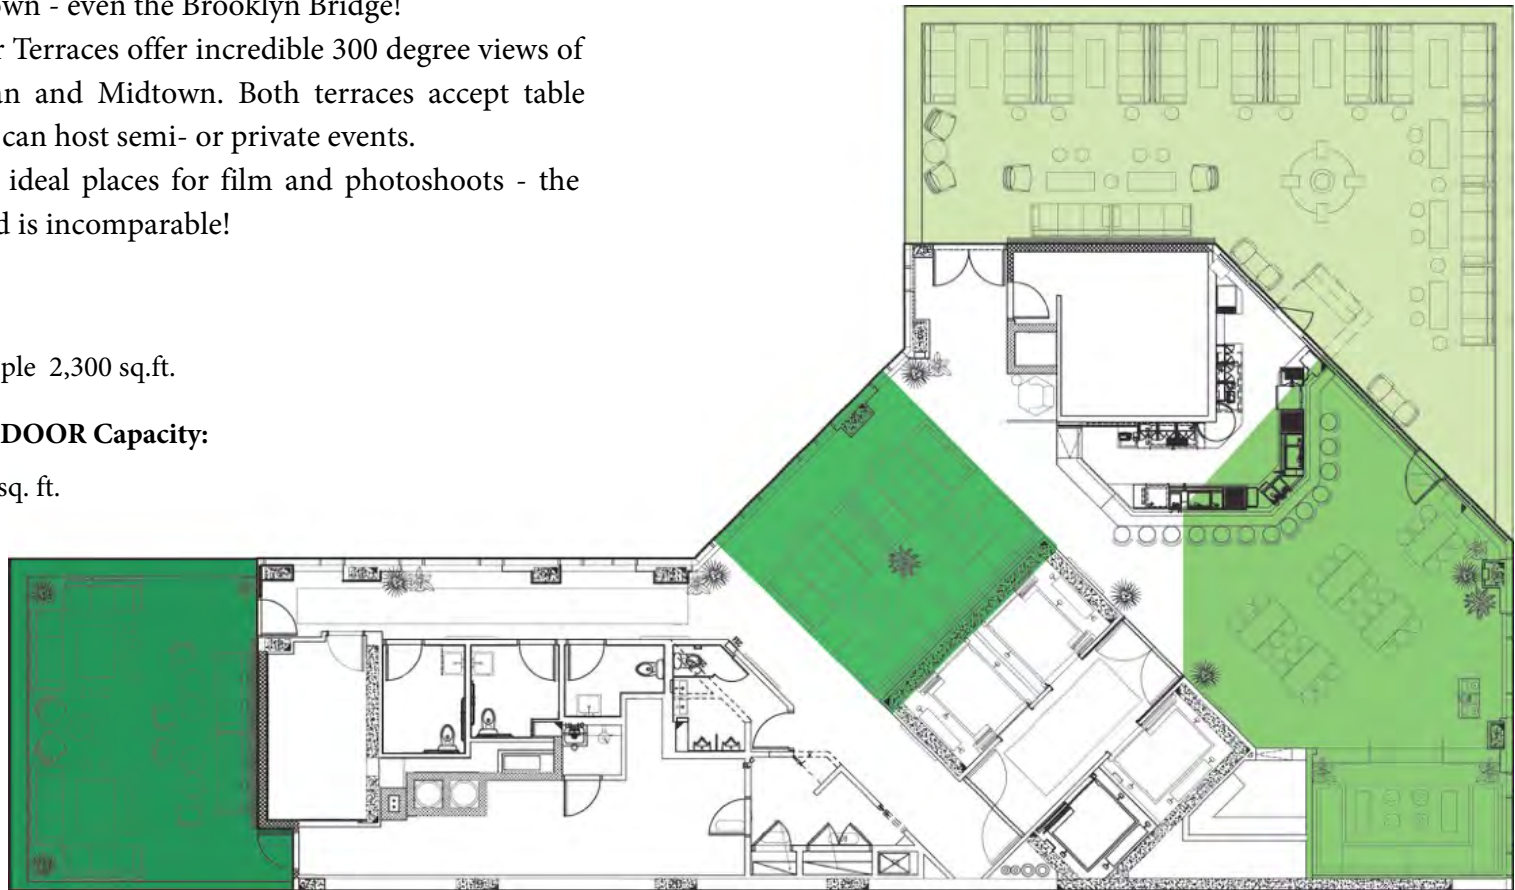 own - even the Brooklyn Bridge!
r Terraces offer incredible 300 degree views of
an and Midtown. Both terraces accept table
can host semi- or private events.
ideal places for film and photoshoots - the
d is incomparable!
ple 2,300 sq.ft.
DOOR Capacity:
sq. ft.